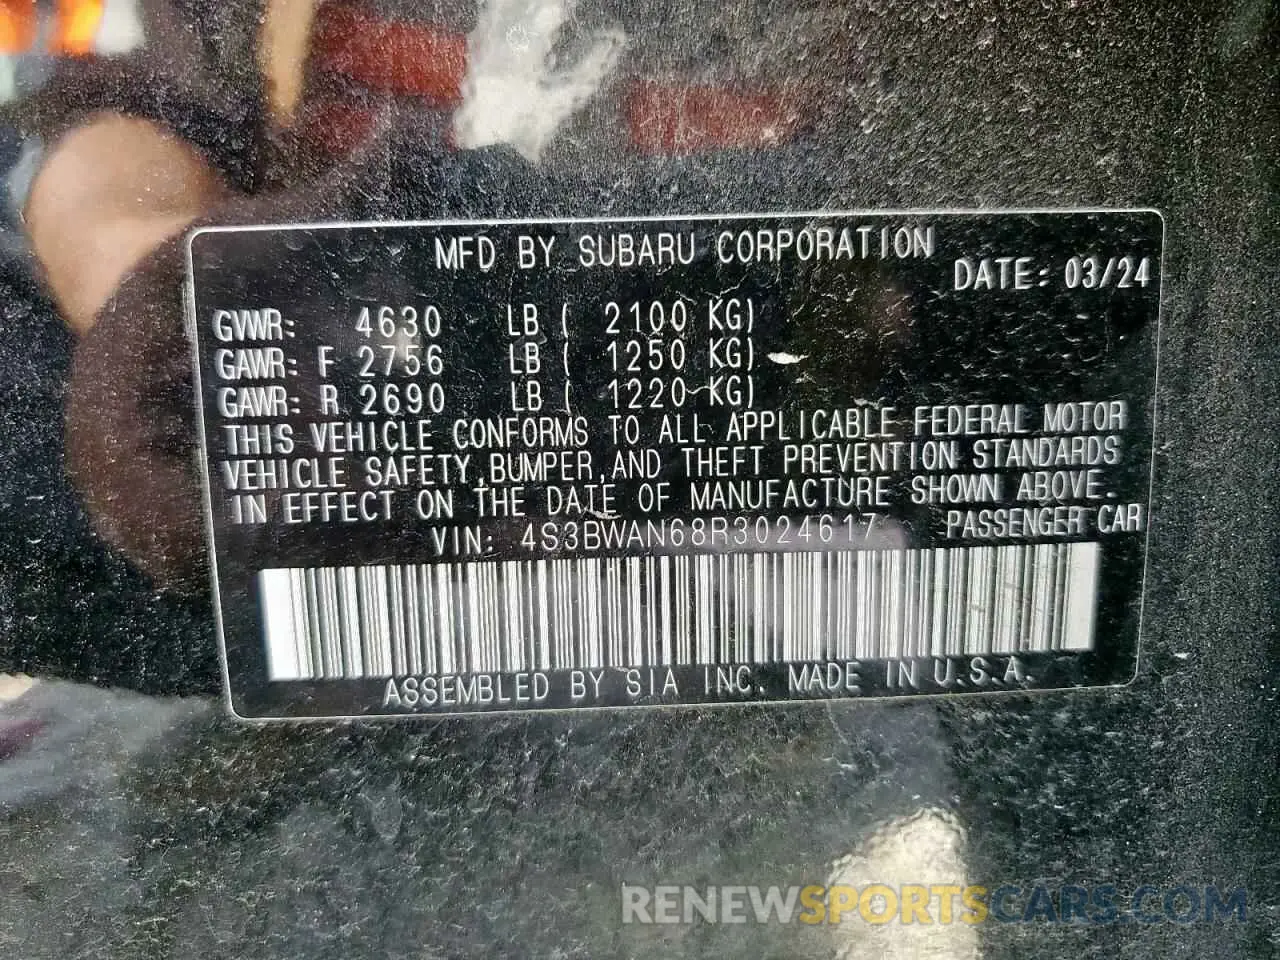 MFD BY SUBARU CORPORATION
DATE: 03/24
GVWR: 4630 LB ( 2100 KG)
GAWR: F 2756 LB ( 1250 KG)
GAWR: R 2690 LB ( 1220 KG)
THIS VEHICLE CONFORMS TO ALL APPLICABLE FEDERAL MOTOR
VEHICLE SAFETY, BUMPER, AND THEFT PREVENTION STANDARDS
IN EFFECT ON THE DATE OF MANUFACTURE SHOWN ABOVE.
VIN: 4S3BWAN68R3024617 PASSENGER CAR
ASSEMBLED BY SIA INC. MADE IN U.S.A.
RENEWSPORTSCARS.COM